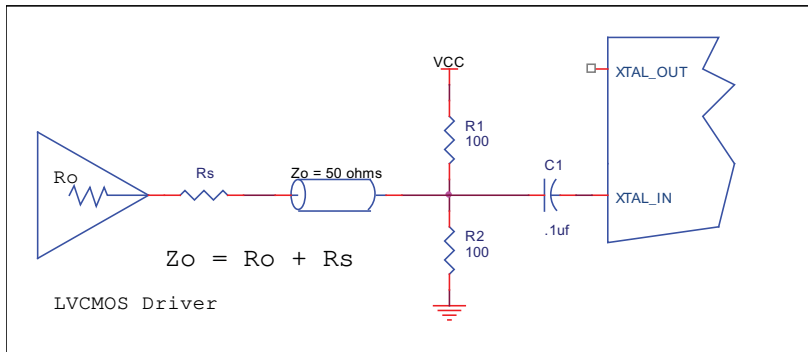 VCC
XTAL_OUT
R1
100
Ro
Rs
Zo = 50 ohms
C1
XTAL_IN
.1uf
R2
100
Zo = Ro + Rs
LVCMOS Driver